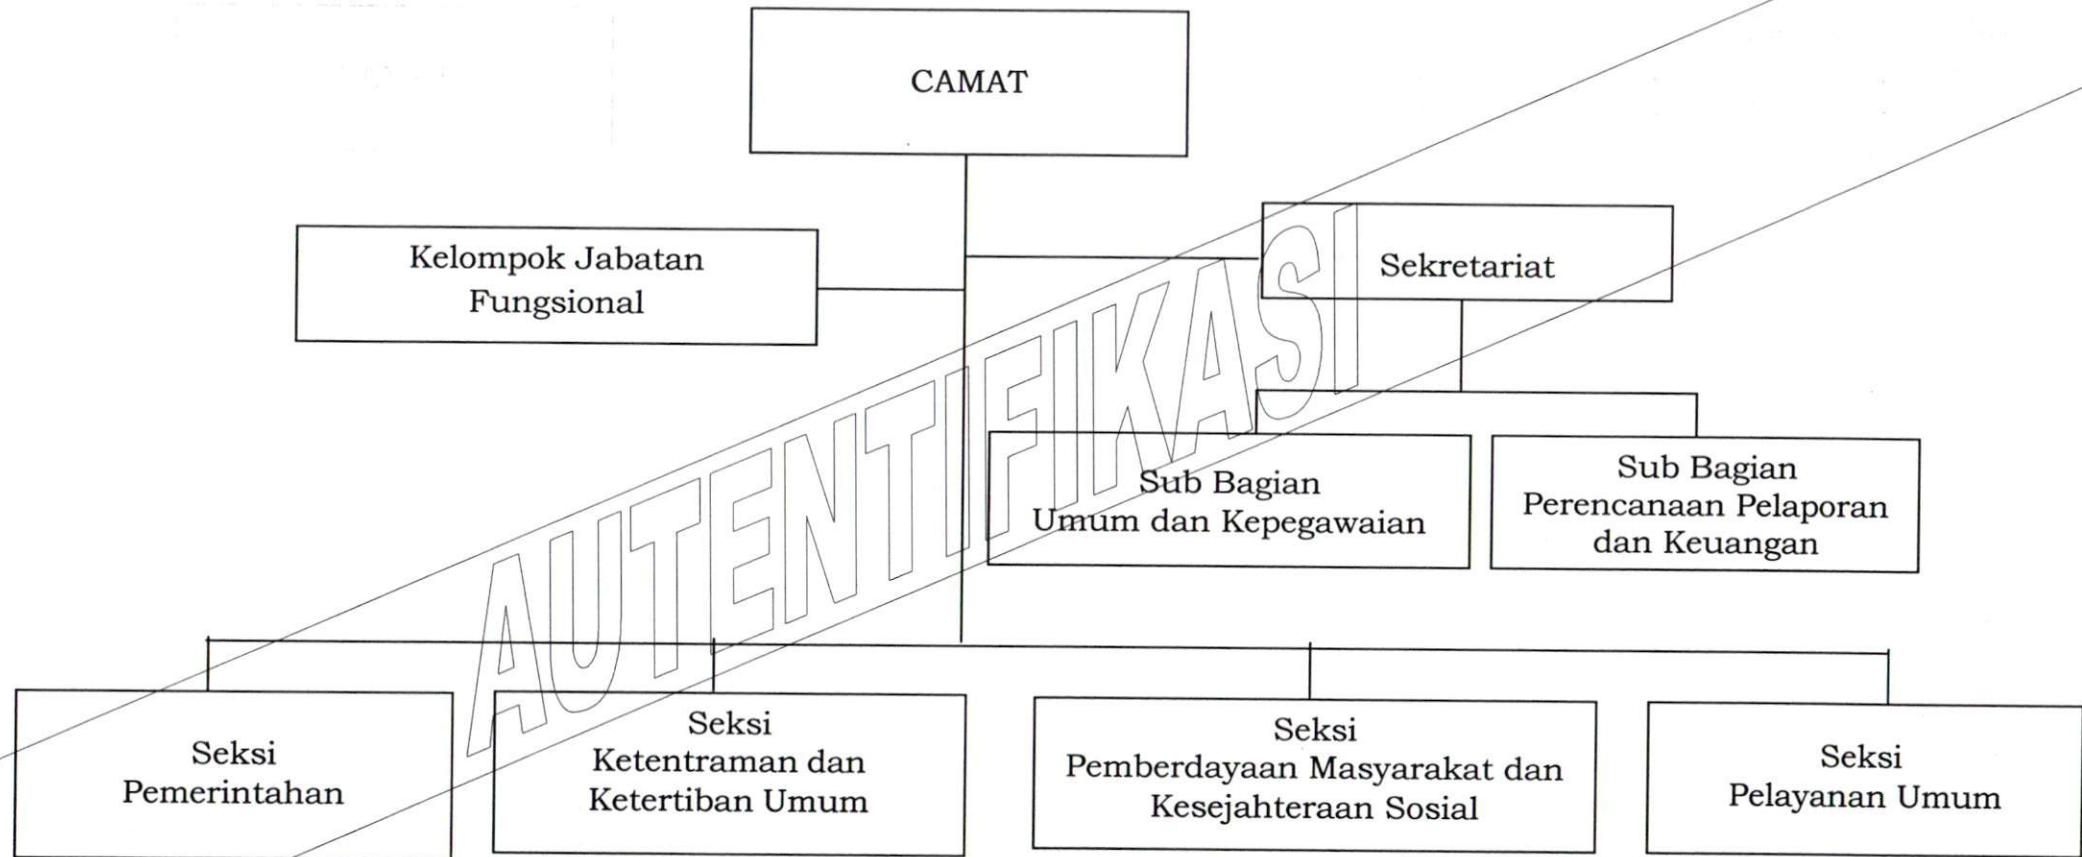 CAMAT
Kelompok Jabatan
Fungsional
Sekretariat
AUTENTIFIKASI
Sub Bagian
Umum dan Kepegawaian
Sub Bagian
Perencanaan Pelaporan
dan Keuangan
Seksi
Pemerintahan
Seksi
Ketentraman dan
Ketertiban Umum
Seksi
Pemberdayaan Masyarakat dan
Kesejahteraan Sosial
Seksi
Pelayanan Umum